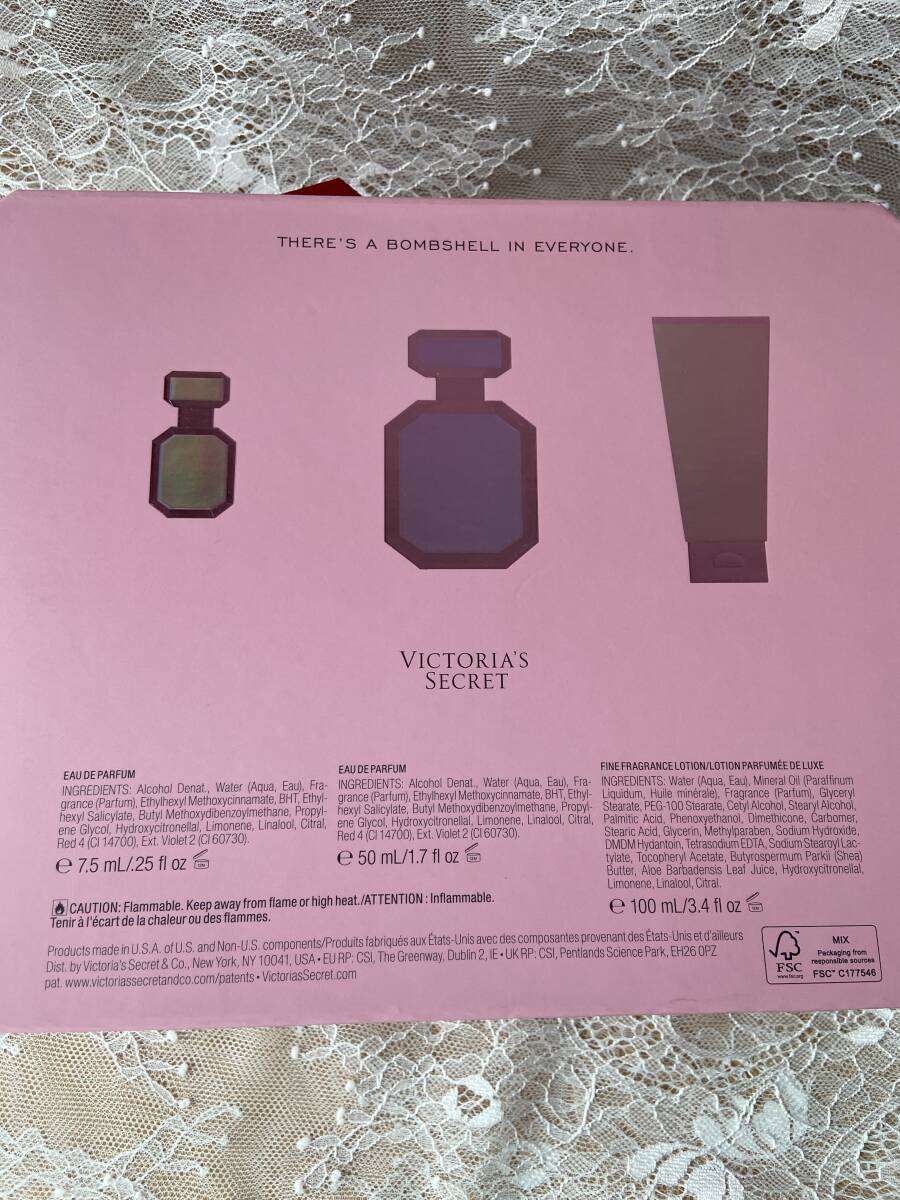 THERE'S A BOMBSHELL IN EVERYONE.
VICTORIA'S
SECRET
EAU DE PARFUM
INGREDIENTS: Alcohol Denat., Water (Aqua, Eau), Fra-
grance (Parfum), Ethylhexyl Methoxycinnamate, BHT, Ethyl-
hexyl Salicylate, Butyl Methoxydibenzoylmethane, Propyl-
ene Glycol, Hydroxycitronellal, Limonene, Linalool, Citral,
Red 4 (CI 14700), Ext. Violet 2 (CI 60730).
℮ 7.5 mL/.25 fl oz
EAU DE PARFUM
INGREDIENTS: Alcohol Denat., Water (Aqua, Eau), Fra-
grance (Parfum), Ethylhexyl Methoxycinnamate, BHT, Ethyl-
hexyl Salicylate, Butyl Methoxydibenzoylmethane, Propyl-
ene Glycol, Hydroxycitronellal, Limonene, Linalool, Citral,
Red 4 (CI 14700), Ext. Violet 2 (CI 60730).
℮ 50 mL/1.7 fl oz
FINE FRAGRANCE LOTION/LOTION PARFUMÉE DE LUXE
INGREDIENTS: Water (Aqua, Eau), Mineral Oil (Paraffinum
Liquidum, Huile minérale), Fragrance (Parfum), Glyceryl
Stearate, PEG-100 Stearate, Cetyl Alcohol, Stearyl Alcohol,
Palmitic Acid, Phenoxyethanol, Dimethicone, Carbomer,
Stearic Acid, Glycerin, Methylparaben, Sodium Hydroxide,
DMDM Hydantoin, Tetrasodium EDTA, Sodium Stearoyl Lac-
tylate, Tocopheryl Acetate, Butyrospermum Parkii (Shea)
Butter, Aloe Barbadensis Leaf Juice, Hydroxycitronellal,
Limonene, Linalool, Citral.
℮ 100 mL/3.4 fl oz
CAUTION: Flammable. Keep away from flame or high heat./ATTENTION : Inflammable.
Tenir à l'écart de la chaleur ou des flammes.
Products made in U.S.A. of U.S. and Non-U.S. components/Produits fabriqués aux États-Unis avec des composantes provenant des États-Unis et d'ailleurs
Dist. by Victoria's Secret & Co., New York, NY 10041, USA • EU RP: CSI, The Greenway, Dublin 2, IE • UK RP: CSI, Pentlands Science Park, EH26 0PZ
pat. www.victoriassecretandco.com/patents • VictoriasSecret.com
FSC
www.fsc.org
MIX
Packaging from
responsible sources
FSC™ C177546